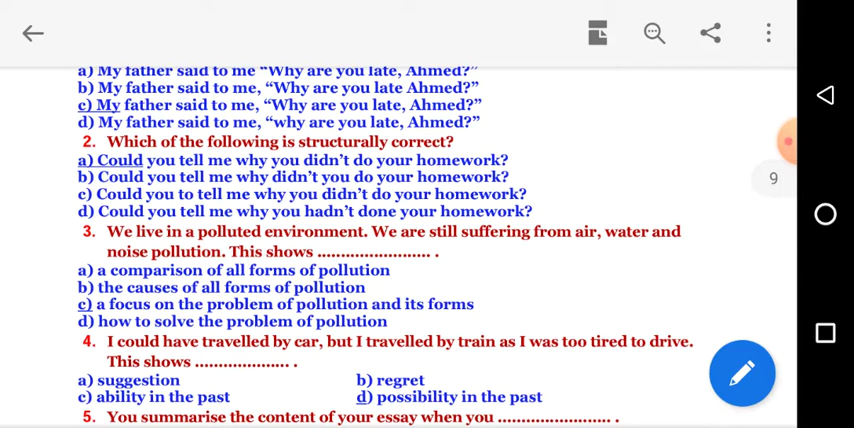 a) My father said to me “Why are you late, Ahmed?”
b) My father said to me, “Why are you late Ahmed?”
c) My father said to me, “Why are you late, Ahmed?”
d) My father said to me, “why are you late, Ahmed?”
2. Which of the following is structurally correct?
a) Could you tell me why you didn’t do your homework?
b) Could you tell me why didn’t you do your homework?
c) Could you to tell me why you didn’t do your homework?
d) Could you tell me why you hadn’t done your homework?
9
3. We live in a polluted environment. We are still suffering from air, water and
noise pollution. This shows ........................ .
a) a comparison of all forms of pollution
b) the causes of all forms of pollution
c) a focus on the problem of pollution and its forms
d) how to solve the problem of pollution
4. I could have travelled by car, but I travelled by train as I was too tired to drive.
This shows .................... .
a) suggestion b) regret
c) ability in the past d) possibility in the past
5. You summarise the content of your essay when you ........................ .